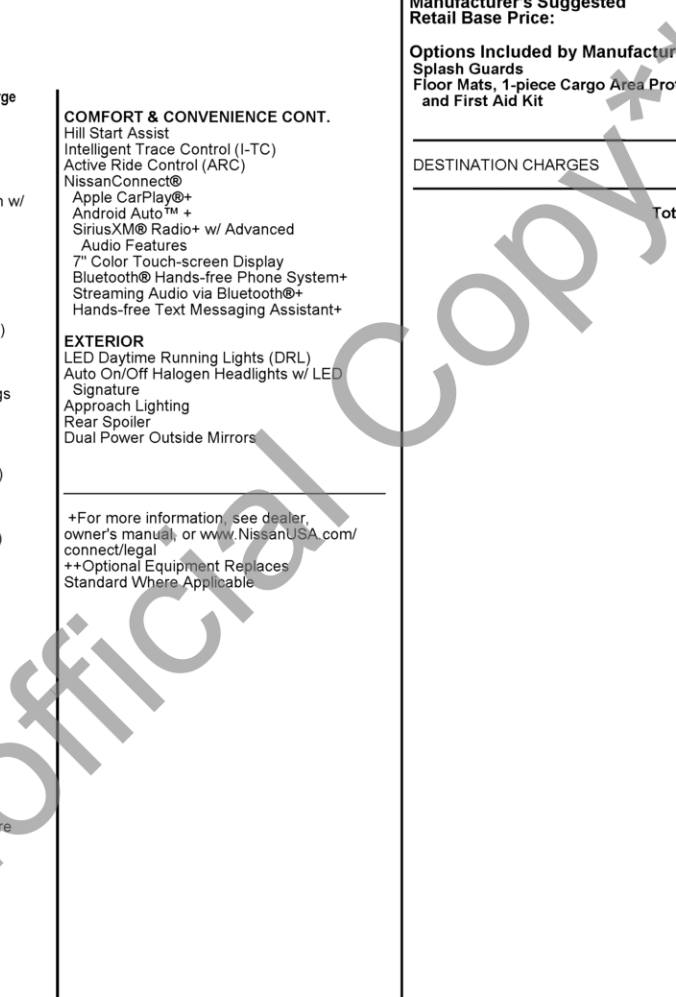 rge
n w/
)
gs
)
)
re
COMFORT & CONVENIENCE CONT.
Hill Start Assist
Intelligent Trace Control (I-TC)
Active Ride Control (ARC)
NissanConnect®
Apple CarPlay®+
Android Auto™ +
SiriusXM® Radio+ w/ Advanced
Audio Features
7" Color Touch-screen Display
Bluetooth® Hands-free Phone System+
Streaming Audio via Bluetooth®+
Hands-free Text Messaging Assistant+
EXTERIOR
LED Daytime Running Lights (DRL)
Auto On/Off Halogen Headlights w/ LED
Signature
Approach Lighting
Rear Spoiler
Dual Power Outside Mirrors
+For more information, see dealer,
owner's manual, or www.NissanUSA.com/
connect/legal
++Optional Equipment Replaces
Standard Where Applicable
Manufacturer's Suggested
Retail Base Price:
Options Included by Manufactur
Splash Guards
Floor Mats, 1-piece Cargo Area Prot
and First Aid Kit
DESTINATION CHARGES
Tot
official Copy**